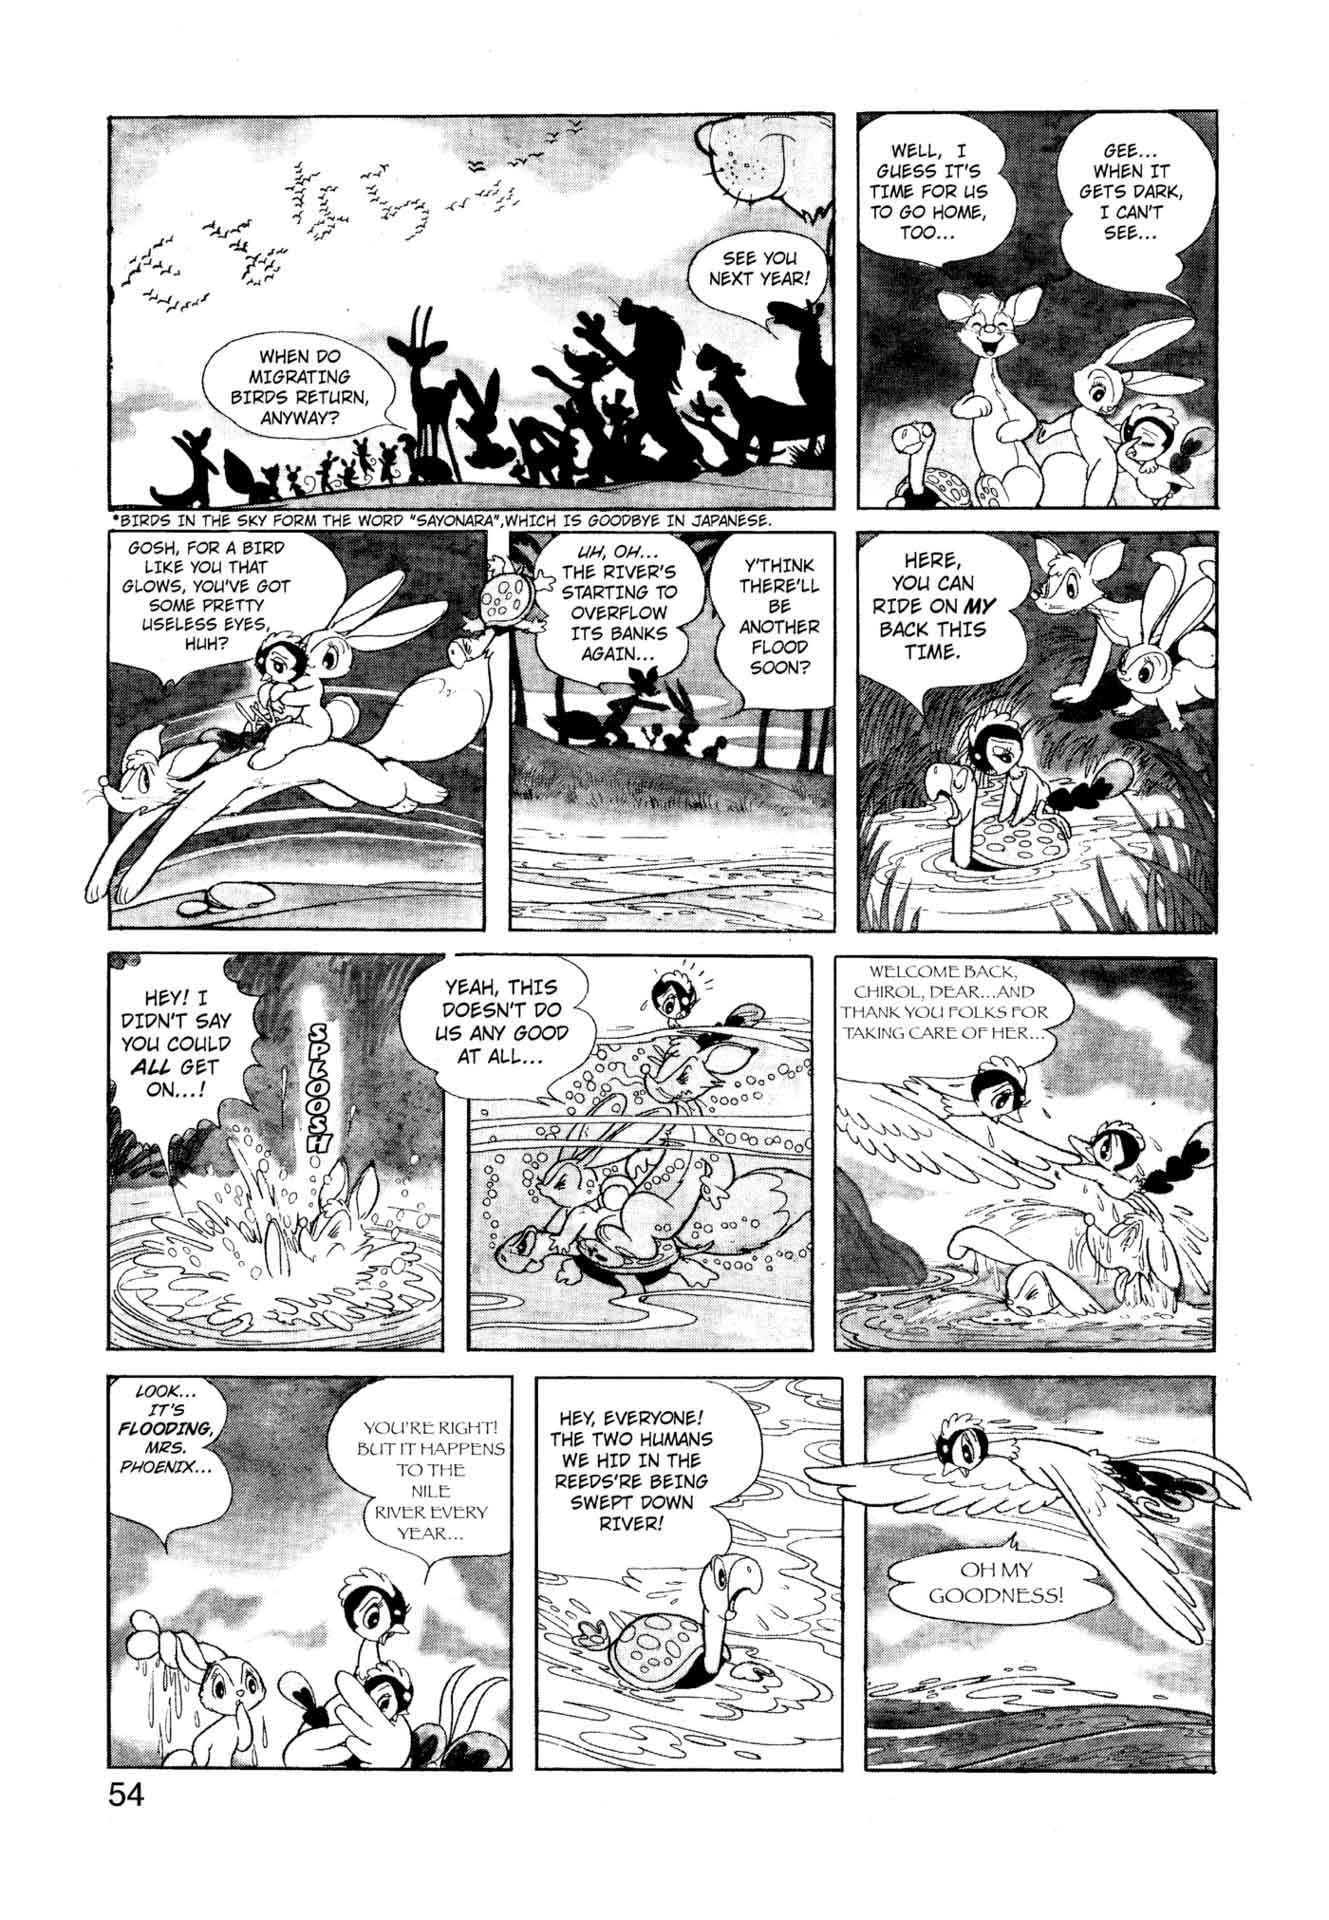 WHEN DO
MIGRATING
BIRDS RETURN,
ANYWAY?
SEE YOU
NEXT YEAR!
*BIRDS IN THE SKY FORM THE WORD "SAYONARA",WHICH IS GOODBYE IN JAPANESE.
WELL, I
GUESS IT'S
TIME FOR US
TO GO HOME,
TOO...
GEE...
WHEN IT
GETS DARK,
I CAN'T
SEE...
GOSH, FOR A BIRD
LIKE YOU THAT
GLOWS, YOU'VE GOT
SOME PRETTY
USELESS EYES,
HUH?
UH, OH...
THE RIVER'S
STARTING TO
OVERFLOW
ITS BANKS
AGAIN...
Y'THINK
THERE'LL
BE
ANOTHER
FLOOD
SOON?
HERE,
YOU CAN
RIDE ON MY
BACK THIS
TIME.
HEY! I
DIDN'T SAY
YOU COULD
ALL GET
ON...!
SPLOOSH
YEAH, THIS
DOESN'T DO
US ANY GOOD
AT ALL...
WELCOME BACK,
CHIROL, DEAR...AND
THANK YOU FOLKS FOR
TAKING CARE OF HER...
LOOK...
IT'S
FLOODING,
MRS.
PHOENIX...
YOU'RE RIGHT!
BUT IT HAPPENS
TO THE
NILE
RIVER EVERY
YEAR...
HEY, EVERYONE!
THE TWO HUMANS
WE HID IN THE
REEDS'RE BEING
SWEPT DOWN
RIVER!
OH MY
GOODNESS!
54